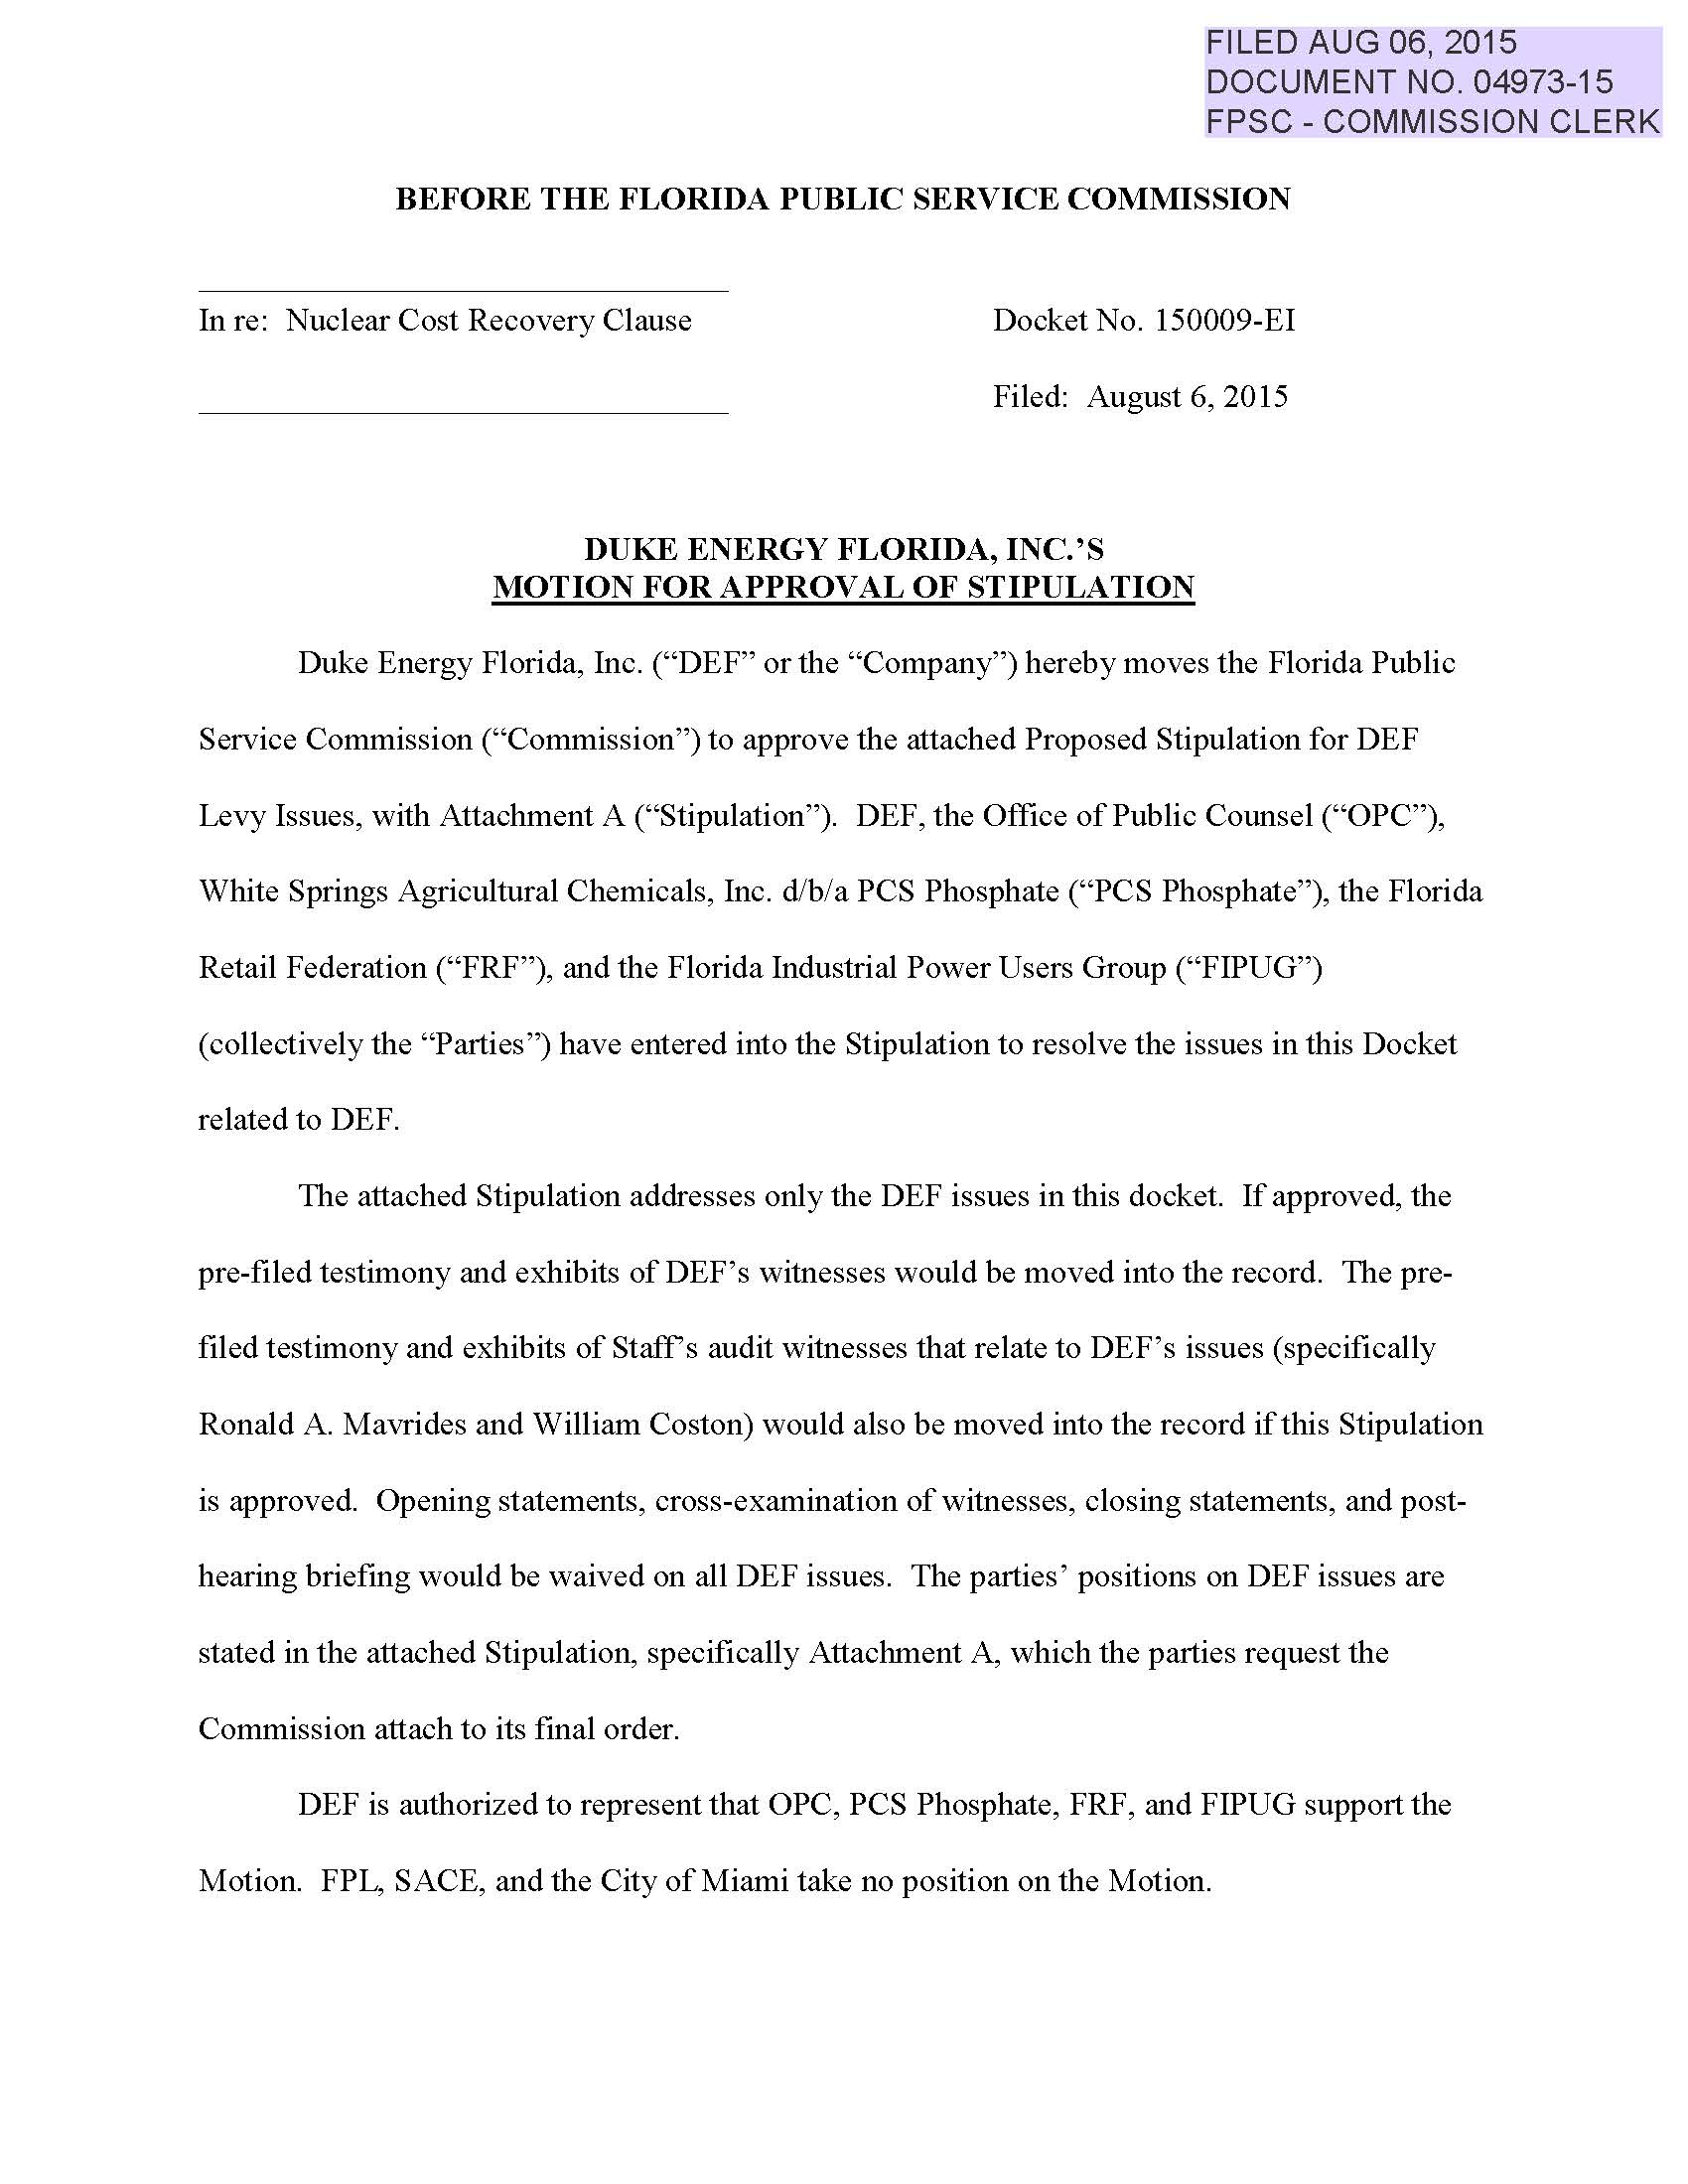 FILED AUG 06, 2015
DOCUMENT NO. 04973-15
FPSC - COMMISSION CLERK
BEFORE THE FLORIDA PUBLIC SERVICE COMMISSION
In re: Nuclear Cost Recovery Clause
Docket No. 150009-EI
Filed: August 6, 2015
DUKE ENERGY FLORIDA, INC.’S
MOTION FOR APPROVAL OF STIPULATION
Duke Energy Florida, Inc. (“DEF” or the “Company”) hereby moves the Florida Public
Service Commission (“Commission”) to approve the attached Proposed Stipulation for DEF
Levy Issues, with Attachment A (“Stipulation”). DEF, the Office of Public Counsel (“OPC”),
White Springs Agricultural Chemicals, Inc. d/b/a PCS Phosphate (“PCS Phosphate”), the Florida
Retail Federation (“FRF”), and the Florida Industrial Power Users Group (“FIPUG”)
(collectively the “Parties”) have entered into the Stipulation to resolve the issues in this Docket
related to DEF.
The attached Stipulation addresses only the DEF issues in this docket. If approved, the
pre-filed testimony and exhibits of DEF’s witnesses would be moved into the record. The pre-
filed testimony and exhibits of Staff’s audit witnesses that relate to DEF’s issues (specifically
Ronald A. Mavrides and William Coston) would also be moved into the record if this Stipulation
is approved. Opening statements, cross-examination of witnesses, closing statements, and post-
hearing briefing would be waived on all DEF issues. The parties’ positions on DEF issues are
stated in the attached Stipulation, specifically Attachment A, which the parties request the
Commission attach to its final order.
DEF is authorized to represent that OPC, PCS Phosphate, FRF, and FIPUG support the
Motion. FPL, SACE, and the City of Miami take no position on the Motion.